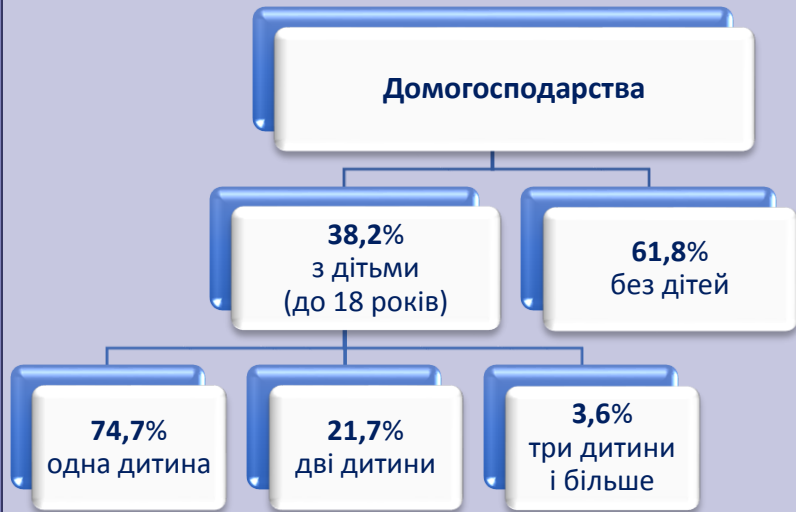 Домогосподарства
38,2%
з дітьми
(до 18 років)
61,8%
без дітей
74,7%
одна дитина
21,7%
дві дитини
3,6%
три дитини
і більше